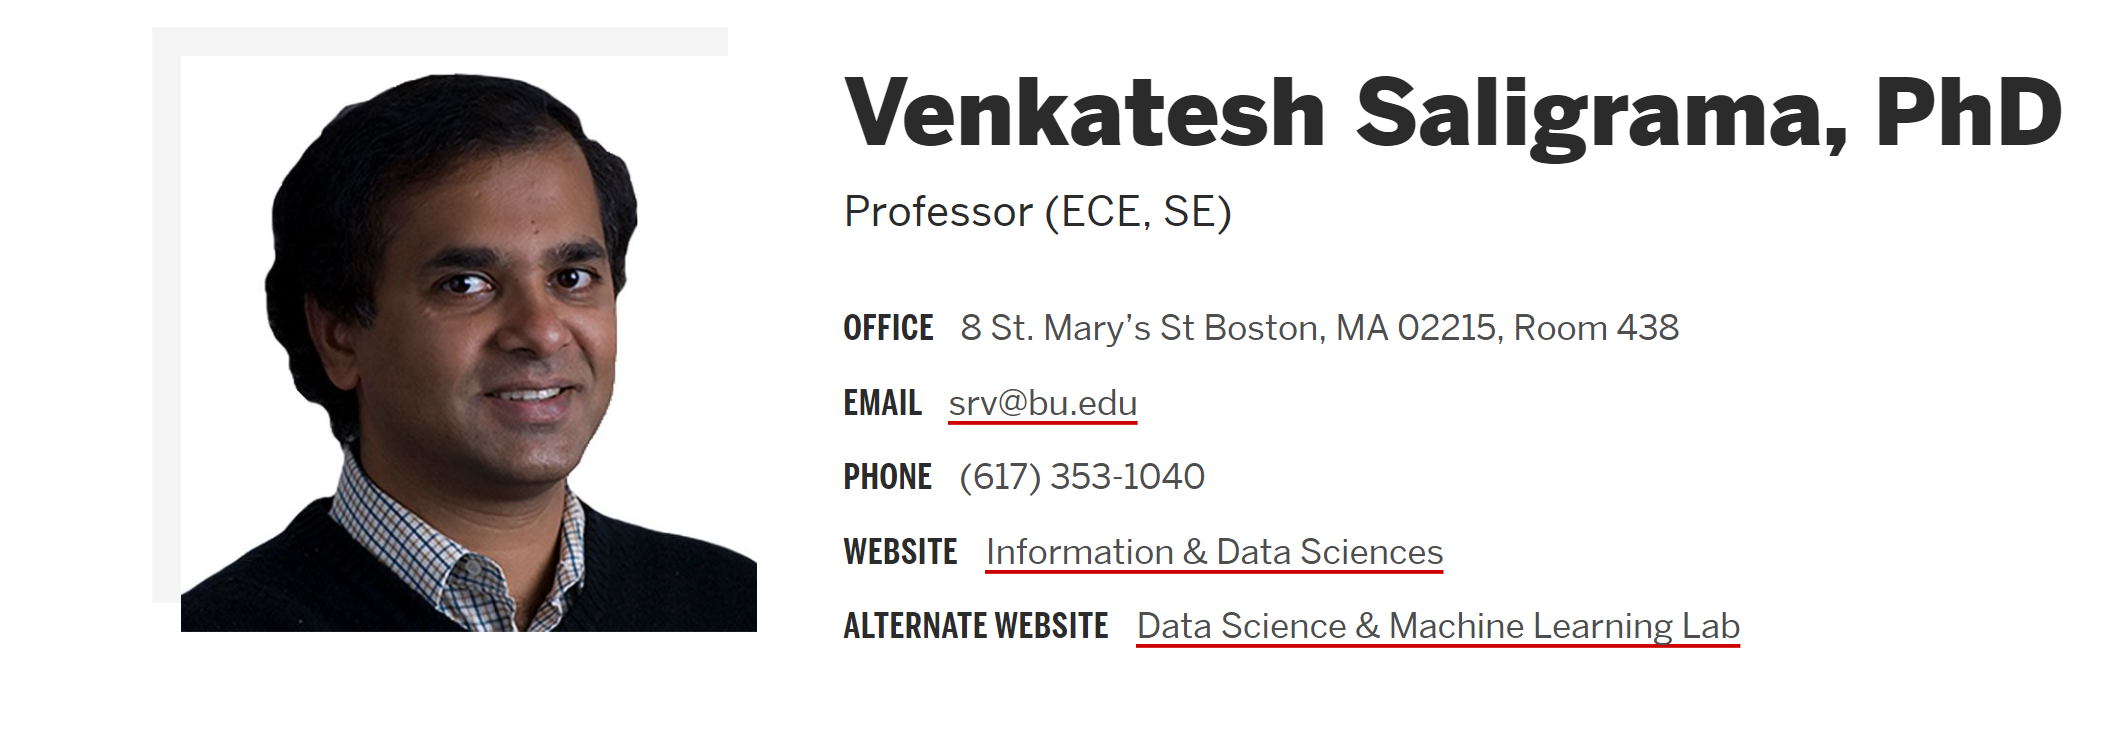 Venkatesh Saligrama, PhD
Professor (ECE, SE)
OFFICE 8 St. Mary’s St Boston, MA 02215, Room 438
EMAIL srv@bu.edu
PHONE (617) 353-1040
WEBSITE Information & Data Sciences
ALTERNATE WEBSITE Data Science & Machine Learning Lab